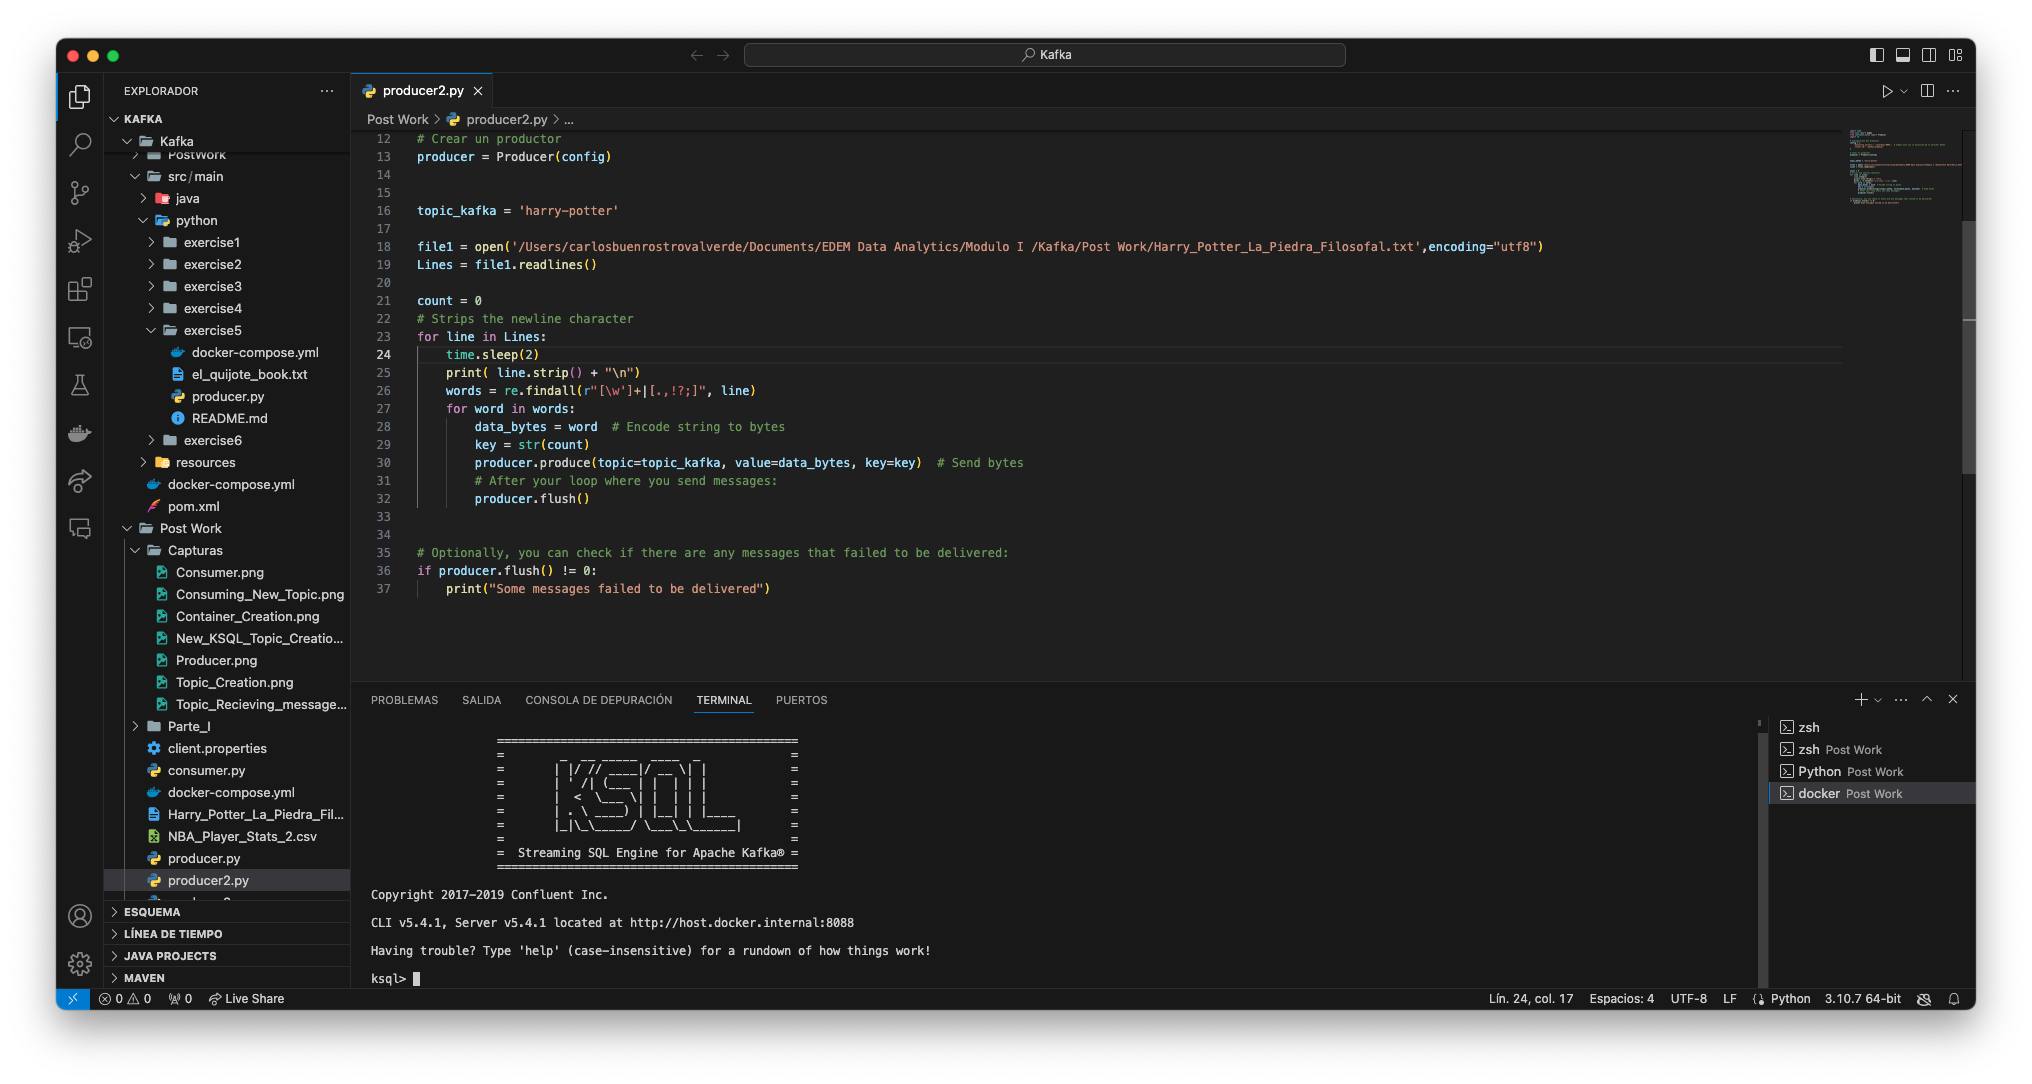 Kafka
EXPLORADOR
KAFKA
Kafka
PostWork
src/main
java
python
exercise1
exercise2
exercise3
exercise4
exercise5
docker-compose.yml
el_quijote_book.txt
producer.py
README.md
exercise6
resources
docker-compose.yml
pom.xml
Post Work
Capturas
Consumer.png
Consuming_New_Topic.png
Container_Creation.png
New_KSQL_Topic_Creatio...
Producer.png
Topic_Creation.png
Topic_Recieving_message...
Parte_I
client.properties
consumer.py
docker-compose.yml
Harry_Potter_La_Piedra_Fil...
NBA_Player_Stats_2.csv
producer.py
producer2.py
ESQUEMA
LÍNEA DE TIEMPO
JAVA PROJECTS
MAVEN
producer2.py
Post Work > producer2.py > ...
12 # Crear un productor
13 producer = Producer(config)
14
15
16 topic_kafka = 'harry-potter'
17
18 file1 = open('/Users/carlosbuenrostrovalverde/Documents/EDEM Data Analytics/Modulo I /Kafka/Post Work/Harry_Potter_La_Piedra_Filosofal.txt',encoding="utf8")
19 Lines = file1.readlines()
20
21 count = 0
22 # Strips the newline character
23 for line in Lines:
24     time.sleep(2)
25     print( line.strip() + "\n")
26     words = re.findall(r"[\w']+|[.,!?;]", line)
27     for word in words:
28         data_bytes = word  # Encode string to bytes
29         key = str(count)
30         producer.produce(topic=topic_kafka, value=data_bytes, key=key)  # Send bytes
31         # After your loop where you send messages:
32         producer.flush()
33
34
35 # Optionally, you can check if there are any messages that failed to be delivered:
36 if producer.flush() != 0:
37     print("Some messages failed to be delivered")
PROBLEMAS SALIDA CONSOLA DE DEPURACIÓN TERMINAL PUERTOS
KSQL
= Streaming SQL Engine for Apache Kafka® =
Copyright 2017-2019 Confluent Inc.
CLI v5.4.1, Server v5.4.1 located at http://host.docker.internal:8088
Having trouble? Type 'help' (case-insensitive) for a rundown of how things work!
ksql>
zsh
zsh Post Work
Python Post Work
docker Post Work
0 0 0 Live Share
Lín. 24, col. 17 Espacios: 4 UTF-8 LF Python 3.10.7 64-bit